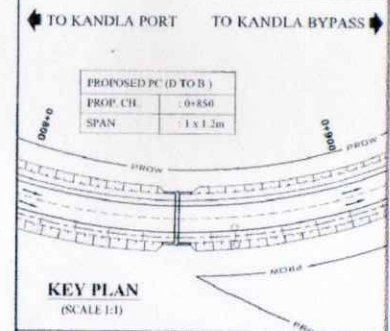 TO KANDLA PORT TO KANDLA BYPASS
PROPOSED PC (D TO B )
PROP. CH. : 0+850
SPAN : 1 x 1.2m
0+800
0+900
PROW
PROW
PROW
KEY PLAN
(SCALE 1:1)